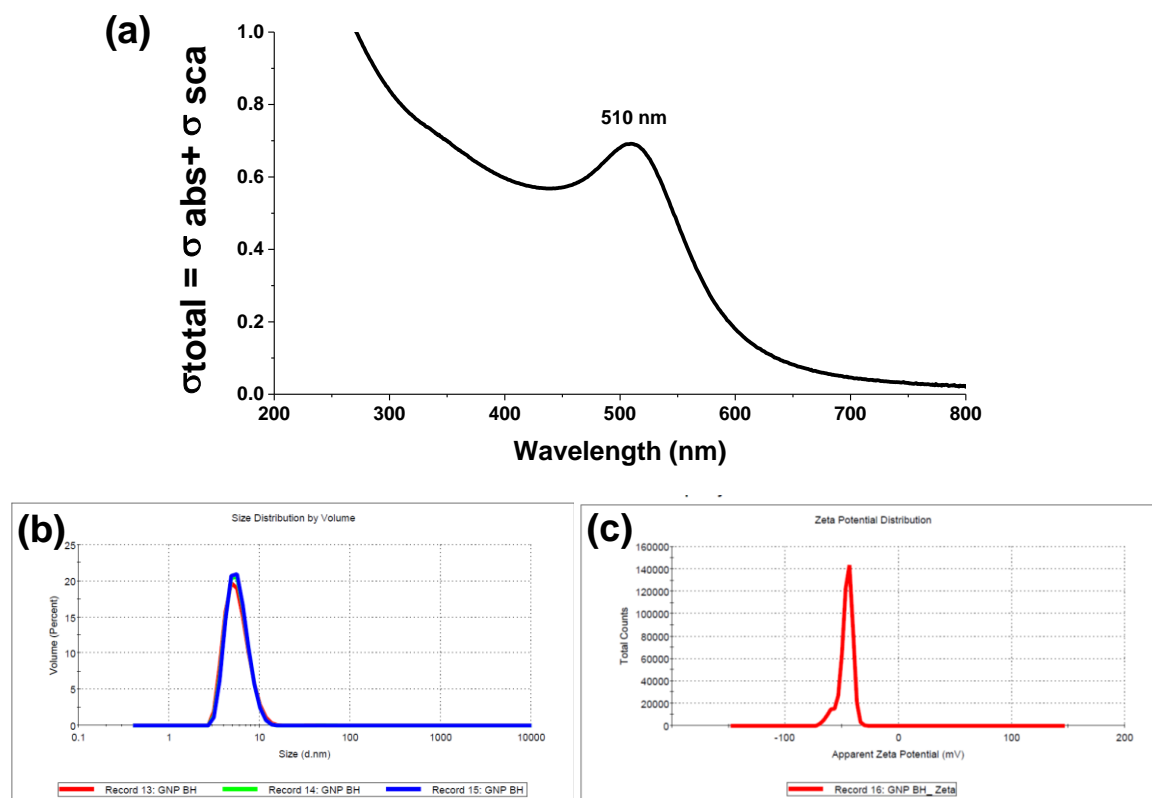 (a)
σtotal = σ abs+ σ sca
1.0
0.8
0.6
0.4
0.2
0.0
510 nm
200 300 400 500 600 700 800
Wavelength (nm)
(b)
Size Distribution by Volume
Volume (Percent)
25
20
15
10
5
0
0.1 1 10 100 1000 10000
Size (d.nm)
Record 13: GNP BH Record 14: GNP BH Record 15: GNP BH
(c)
Zeta Potential Distribution
Total Counts
160000
140000
120000
100000
80000
60000
40000
20000
0
-100 0 100 200
Apparent Zeta Potential (mV)
Record 16: GNP BH_ Zeta